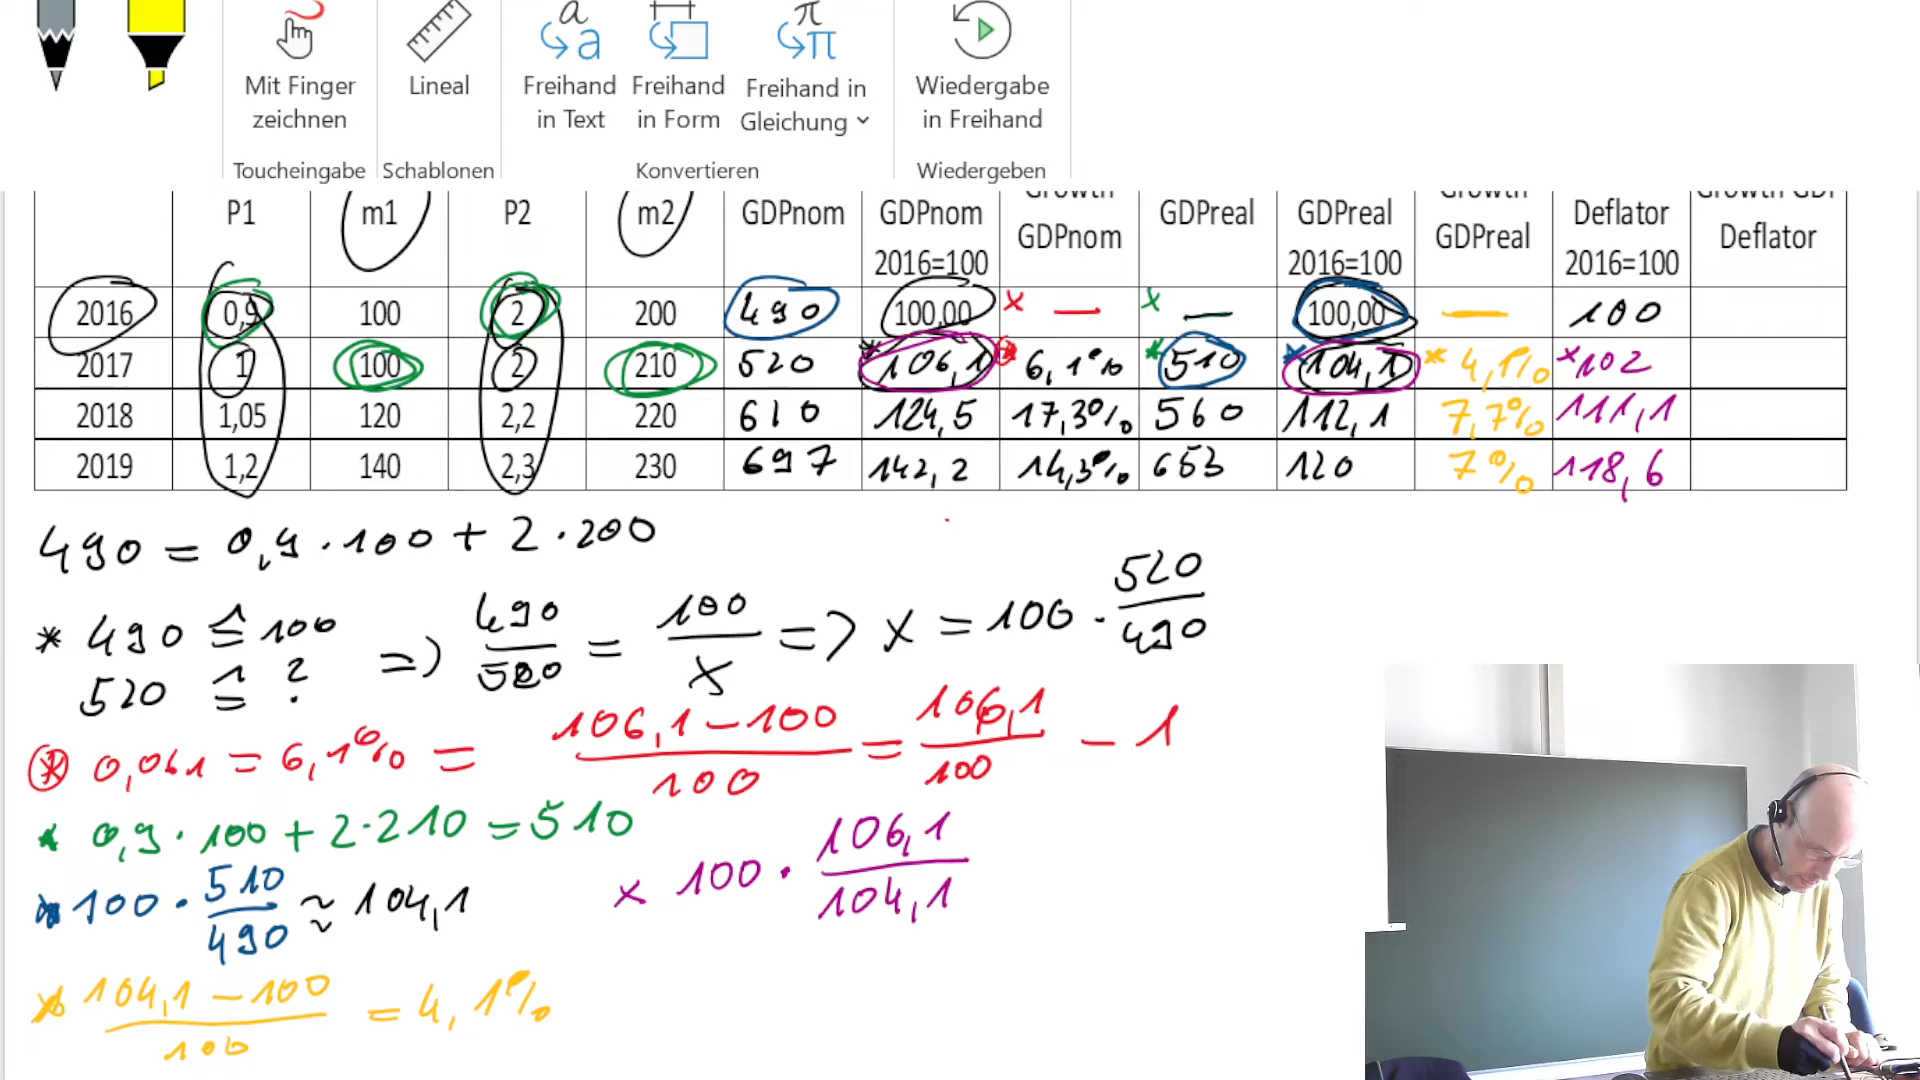 a a π π
Mit Finger zeichnen Lineal Freihand in Text Freihand in Form Freihand in Gleichung Wiedergabe in Freihand
Toucheingabe Schablonen Konvertieren Wiedergeben
P1 m1 P2 m2 GDPnom GDPnom 2016=100 Growth GDPnom GDPreal GDPreal 2016=100 Growth GDPreal Deflator 2016=100 Growth GDP Deflator
2016 0,9 100 2 200 490 100,00 x — x — 100,00 — 100
2017 1 100 2 210 520 * 106,1 * 6,1% * 510 * 104,1 * 4,1% x 102
2018 1,05 120 2,2 220 610 124,5 17,3% 560 112,1 7,7% 111,1
2019 1,2 140 2,3 230 697 142,2 14,3% 653 120 7% 118,6
490 = 0,9 · 100 + 2 · 200
* 490 ≙ 100 => 490/520 = 100/x => x = 100 · 520/490
520 ≙ ?
* 0,061 = 6,1% = (106,1 – 100)/100 = 106,1/100 – 1
* 0,9 · 100 + 2 · 210 = 510
* 100 · 510/490 ≈ 104,1
x 100 · 106,1/104,1
* (104,1 – 100)/100 = 4,1%